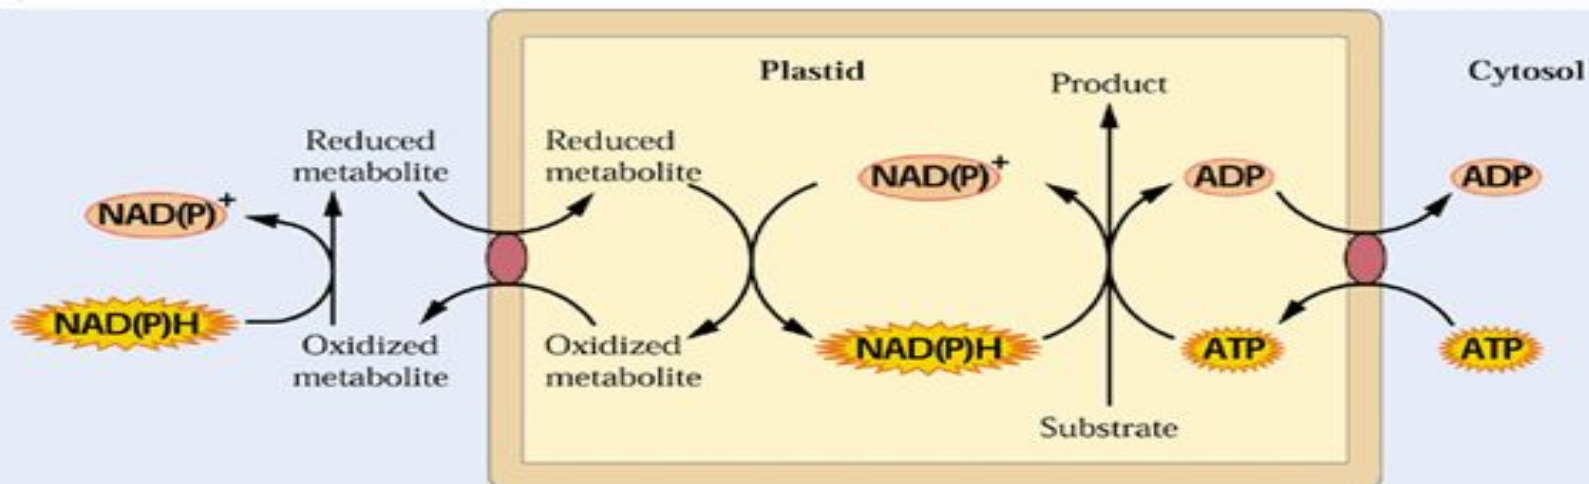 Plastid
Cytosol
Product
Reduced
metabolite
Reduced
metabolite
NAD(P)+
NAD(P)+
ADP
ADP
NAD(P)H
Oxidized
metabolite
Oxidized
metabolite
NAD(P)H
ATP
ATP
Substrate